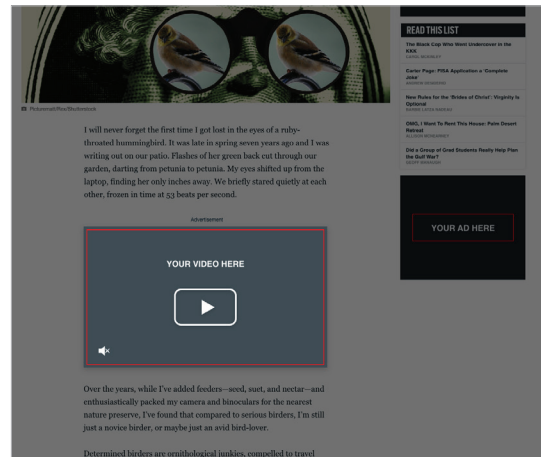 Picturenet/Rex/Shutterstock
I will never forget the first time I got lost in the eyes of a ruby-
throated hummingbird. It was late in spring seven years ago and I was
writing out on our patio. Flashes of her green back cut through our
garden, darting from petunia to petunia. My eyes shifted up from the
laptop, finding her only inches away. We briefly stared quietly at each
other, frozen in time at 53 beats per second.
Advertisement
YOUR VIDEO HERE
Over the years, while I've added feeders—seed, suet, and nectar—and
enthusiastically packed my camera and binoculars for the nearest
nature preserve, I've found that compared to serious birders, I'm still
just a novice birder, or maybe just an avid bird-lover.
Determined birders are ornithological junkies, compelled to travel
READ THIS LIST
The Black Cop Who Went Undercover in the
KKK
Carter Page: FISA Application a 'Complete
Joke'
New Rules for the 'Brides of Christ': Virginity Is
Optional
BARBIE LATZA NADEAU
OMG, I Want To Rent This House: Palm Desert
Retreat
Did a Group of Grad Students Really Help Plan
the Gulf War?
YOUR AD HERE